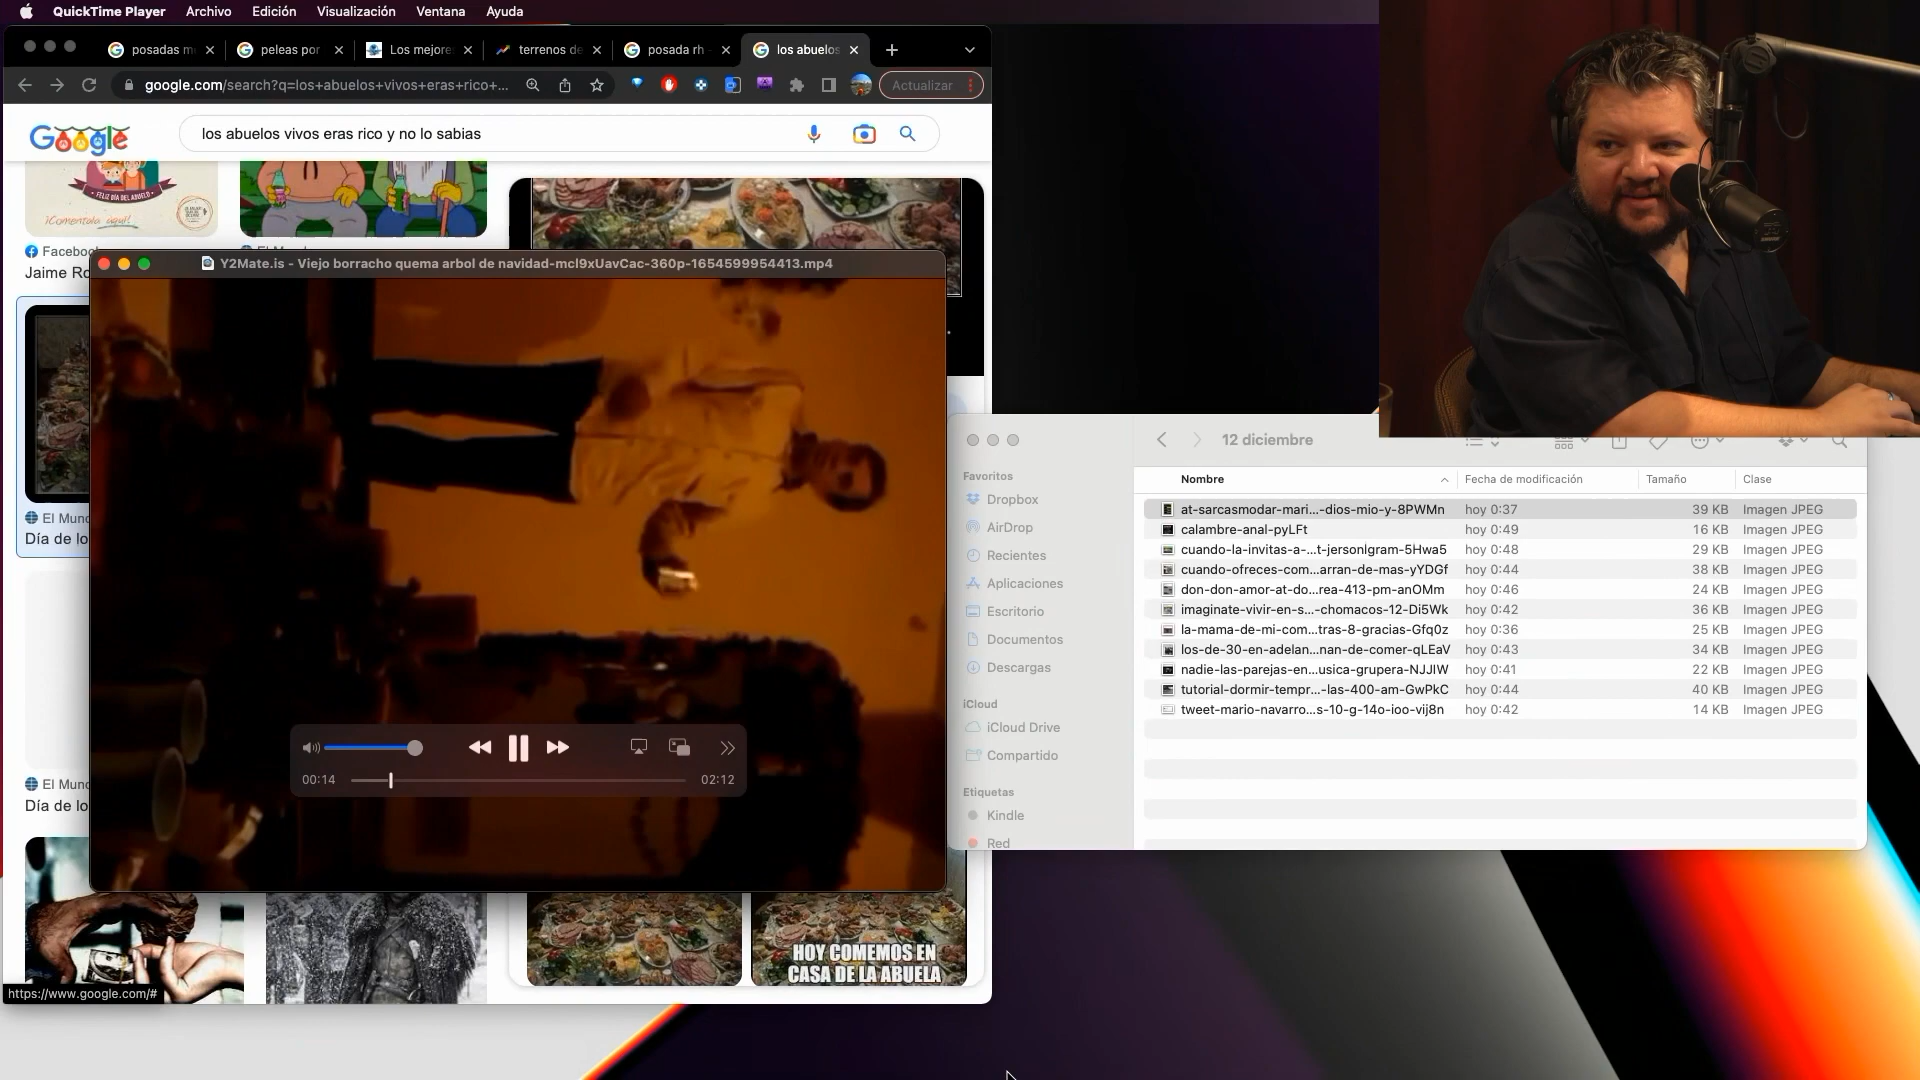 QuickTime Player Archivo Edición Visualización Ventana Ayuda
posadas m peleas por Los mejore terrenos de posada rh los abuelos
google.com/search?q=los+abuelos+vivos+eras+rico+... Actualizar
Google
los abuelos vivos eras rico y no lo sabias
FELIZ DÍA DEL ABUELO
¡Comentala aquí!
Facebook
El Mundo
Jaime Ro
El Mund
Día de lo
El Mund
Día de lo
Y2Mate.is - Viejo borracho quema arbol de navidad-mcl9xUavCac-360p-1654599954413.mp4
00:14 02:12
HOY COMEMOS EN
CASA DE LA ABUELA
https://www.google.com/#
12 diciembre
Favoritos
Dropbox
AirDrop
Recientes
Aplicaciones
Escritorio
Documentos
Descargas
iCloud
iCloud Drive
Compartido
Etiquetas
Kindle
Red
Nombre Fecha de modificación Tamaño Clase
at-sarcasmodar-mari...-dios-mio-y-8PWMn hoy 0:37 39 KB Imagen JPEG
calambre-anal-pyLFt hoy 0:49 16 KB Imagen JPEG
cuando-la-invitas-a-...t-jersonlgram-5Hwa5 hoy 0:48 29 KB Imagen JPEG
cuando-ofreces-com...arran-de-mas-yYDGf hoy 0:44 38 KB Imagen JPEG
don-don-amor-at-do...rea-413-pm-anOMm hoy 0:46 24 KB Imagen JPEG
imaginate-vivir-en-s...-chomacos-12-Di5Wk hoy 0:42 36 KB Imagen JPEG
la-mama-de-mi-com...tras-8-gracias-Gfq0z hoy 0:36 25 KB Imagen JPEG
los-de-30-en-adelan...nan-de-comer-qLEaV hoy 0:43 34 KB Imagen JPEG
nadie-las-parejas-en...usica-grupera-NJJIW hoy 0:41 22 KB Imagen JPEG
tutorial-dormir-tempr...-las-400-am-GwPkC hoy 0:44 40 KB Imagen JPEG
tweet-mario-navarro...s-10-g-14o-ioo-vij8n hoy 0:42 14 KB Imagen JPEG